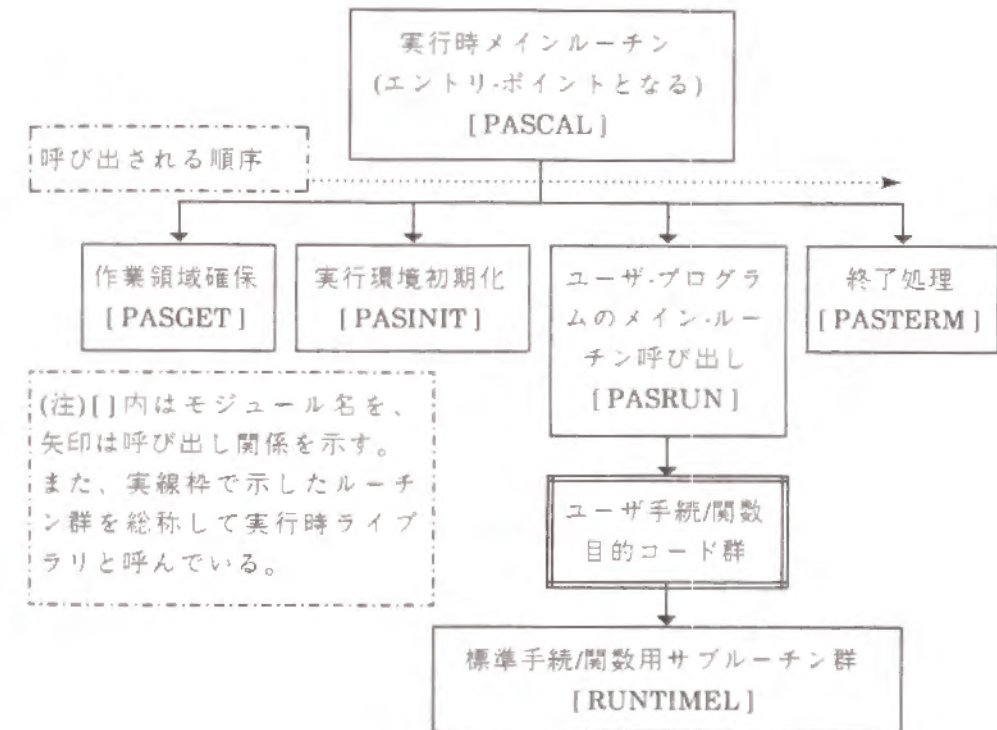 実行時メインルーチン
(エントリ・ポイントとなる)
[PASCAL]
呼び出される順序
作業領域確保
[PASGET]
実行環境初期化
[PASINIT]
ユーザ・プログラ
ムのメイン・ルー
チン呼び出し
[PASRUN]
終了処理
[PASTERM]
(注)[]内はモジュール名を、
矢印は呼び出し関係を示す。
また、実線枠で示したルーチ
ン群を総称して実行時ライブ
ラリと呼んでいる。
ユーザ手続/関数
目的コード群
標準手続/関数用サブルーチン群
[RUNTIMEL]